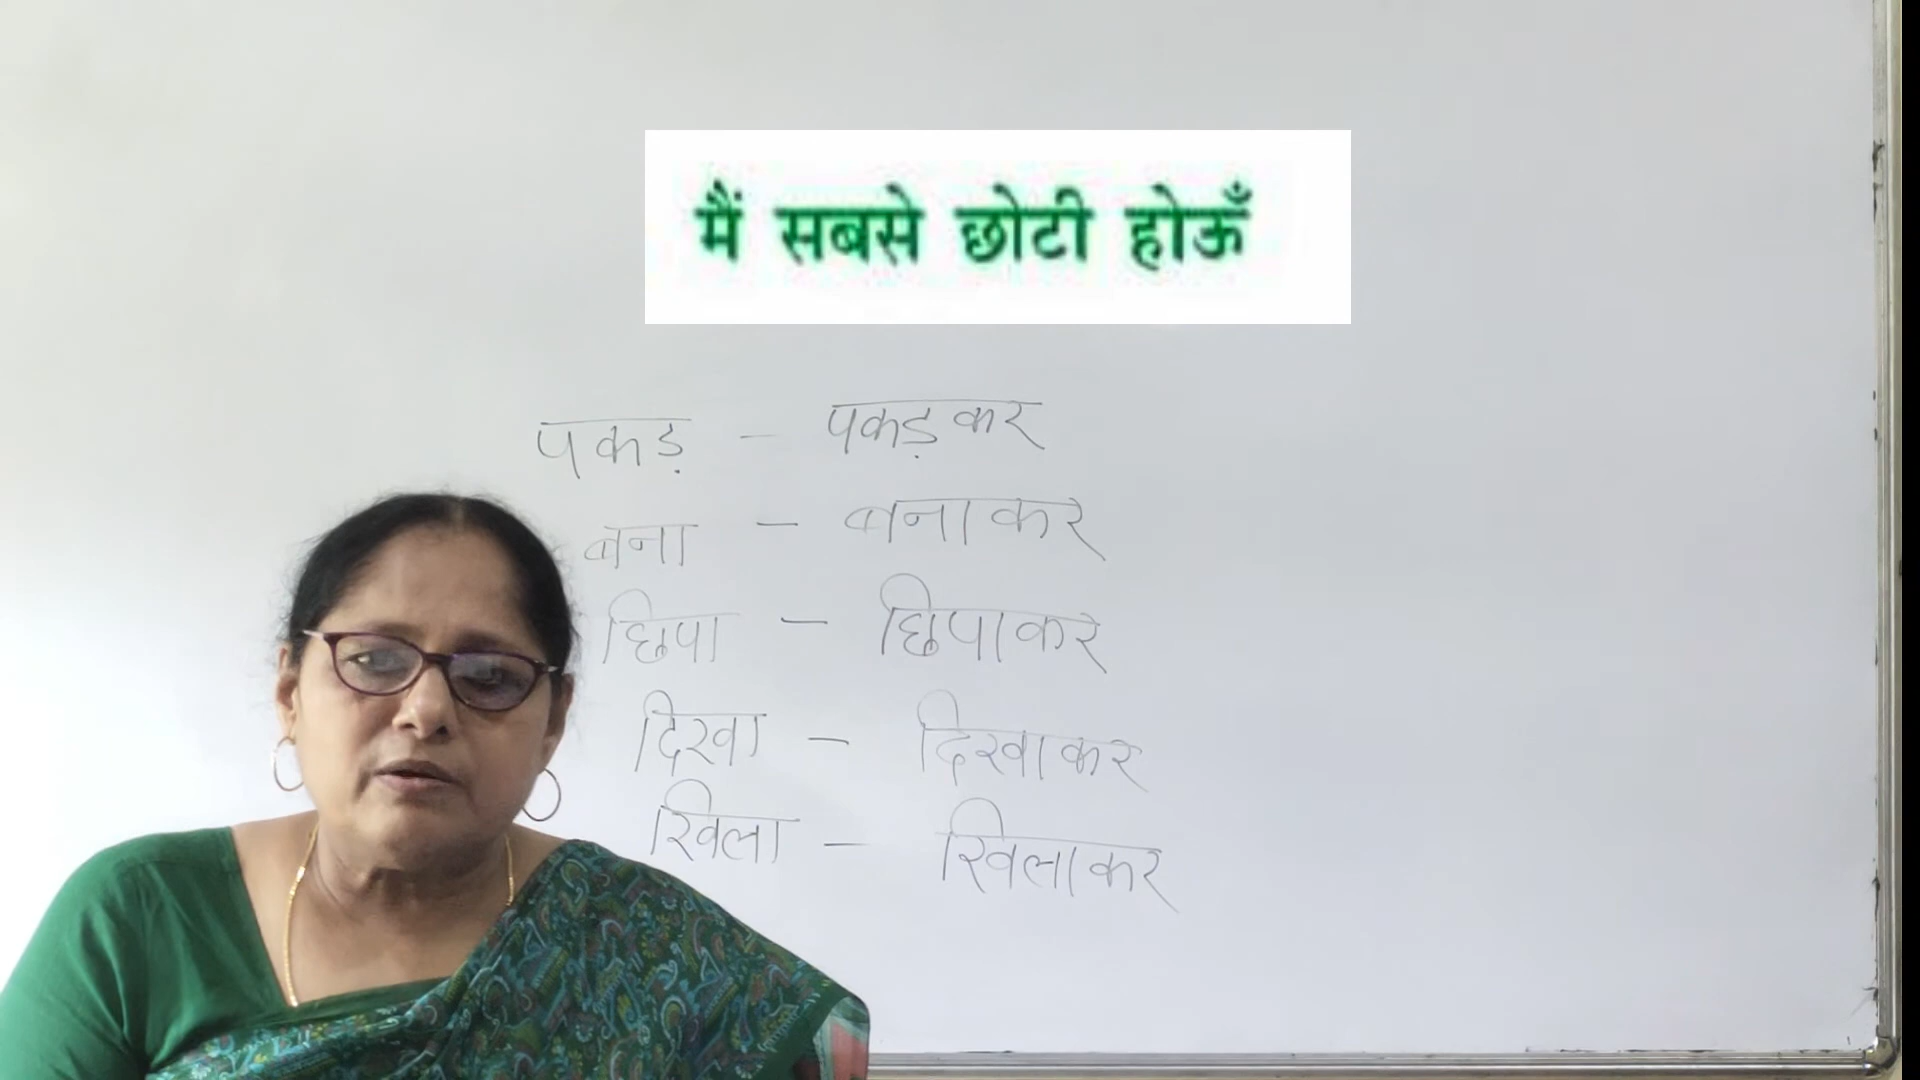 मैं सबसे छोटी होऊँ
पकड़ - पकड़कर
बना - बनाकर
छिपा - छिपाकर
दिखा - दिखाकर
खिला - खिलाकर